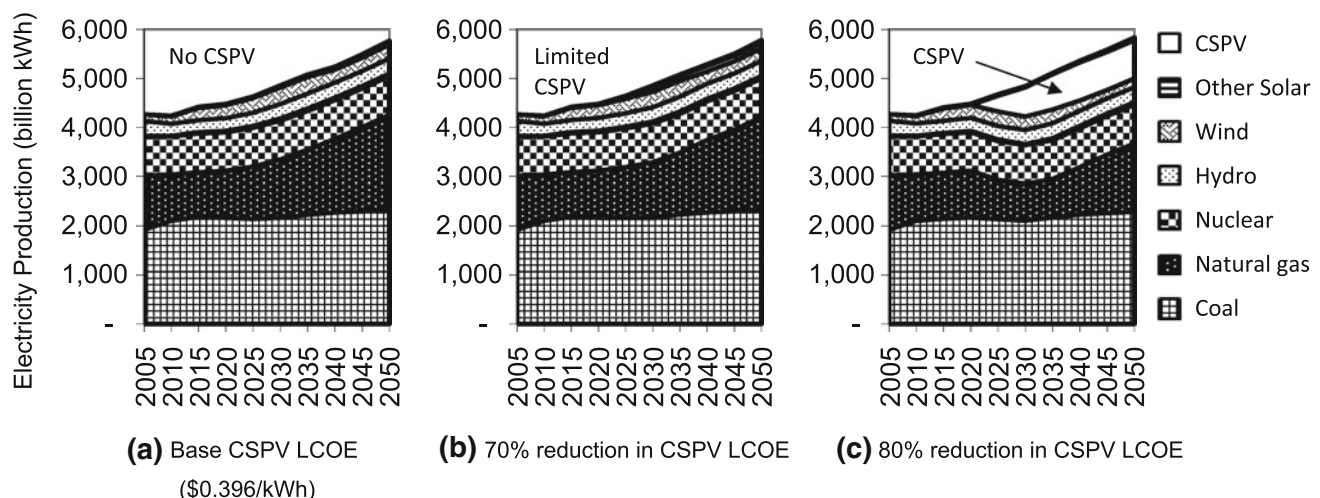 Electricity Production (billion kWh)
6,000
5,000
4,000
3,000
2,000
1,000
-
No CSPV
2005 2010 2015 2020 2025 2030 2035 2040 2045 2050
(a) Base CSPV LCOE
($0.396/kWh)
6,000
5,000
4,000
3,000
2,000
1,000
-
Limited
CSPV
2005 2010 2015 2020 2025 2030 2035 2040 2045 2050
(b) 70% reduction in CSPV LCOE
6,000
5,000
4,000
3,000
2,000
1,000
-
CSPV
2005 2010 2015 2020 2025 2030 2035 2040 2045 2050
(c) 80% reduction in CSPV LCOE
CSPV
Other Solar
Wind
Hydro
Nuclear
Natural gas
Coal